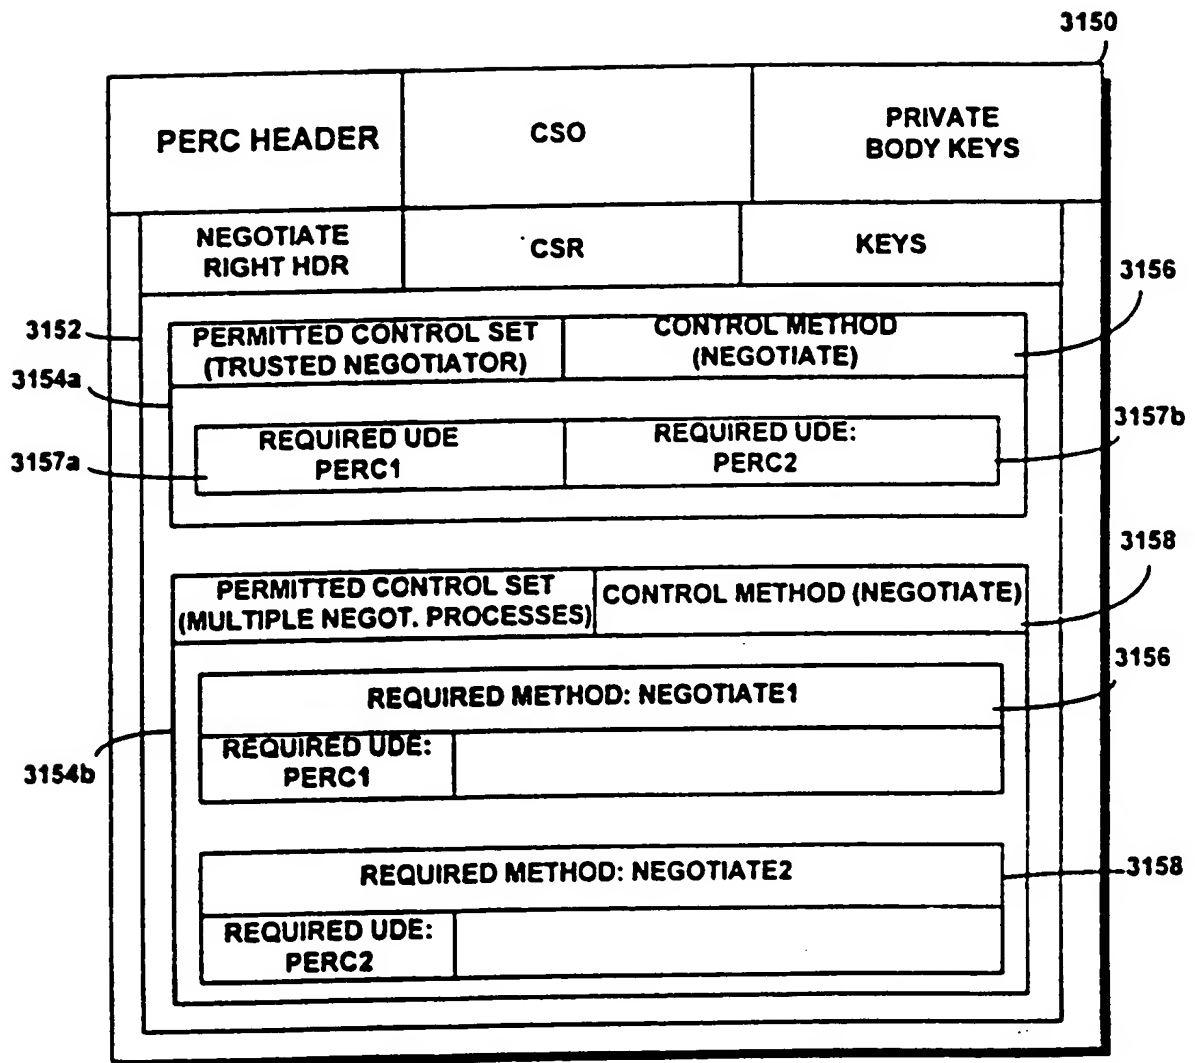 3150
PERC HEADER
CSO
PRIVATE
BODY KEYS
NEGOTIATE
RIGHT HDR
CSR
KEYS
3156
3152
PERMITTED CONTROL SET
(TRUSTED NEGOTIATOR)
CONTROL METHOD
(NEGOTIATE)
3154a
REQUIRED UDE
PERC1
REQUIRED UDE:
PERC2
3157b
3157a
3158
PERMITTED CONTROL SET
(MULTIPLE NEGOT. PROCESSES)
CONTROL METHOD (NEGOTIATE)
3156
REQUIRED METHOD: NEGOTIATE1
REQUIRED UDE:
PERC1
3154b
REQUIRED METHOD: NEGOTIATE2
3158
REQUIRED UDE:
PERC2